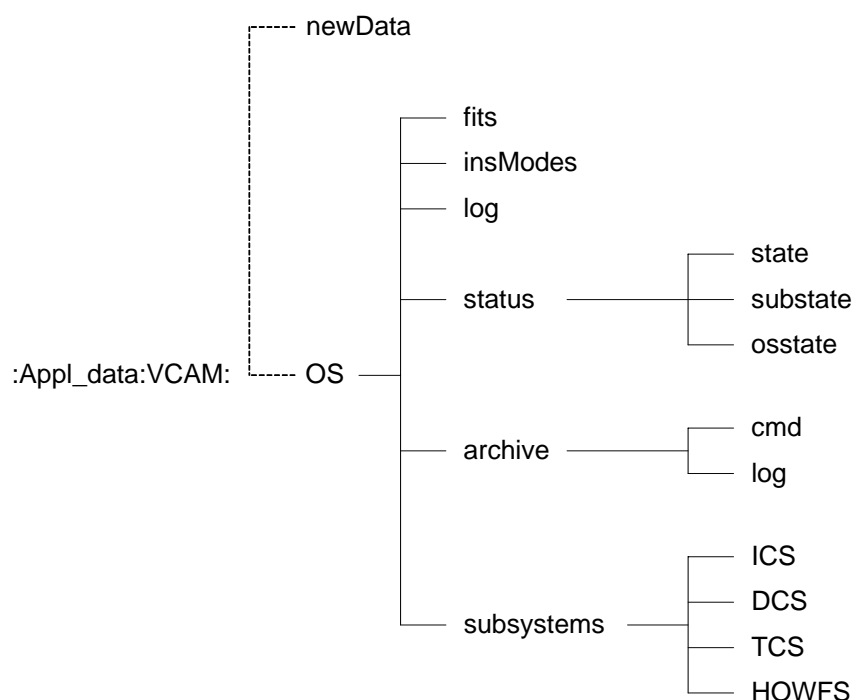 newData
fits
insModes
log
status
state
substate
osstate
:Appl_data:VCAM:
OS
archive
cmd
log
subsystems
ICS
DCS
TCS
HOWFS